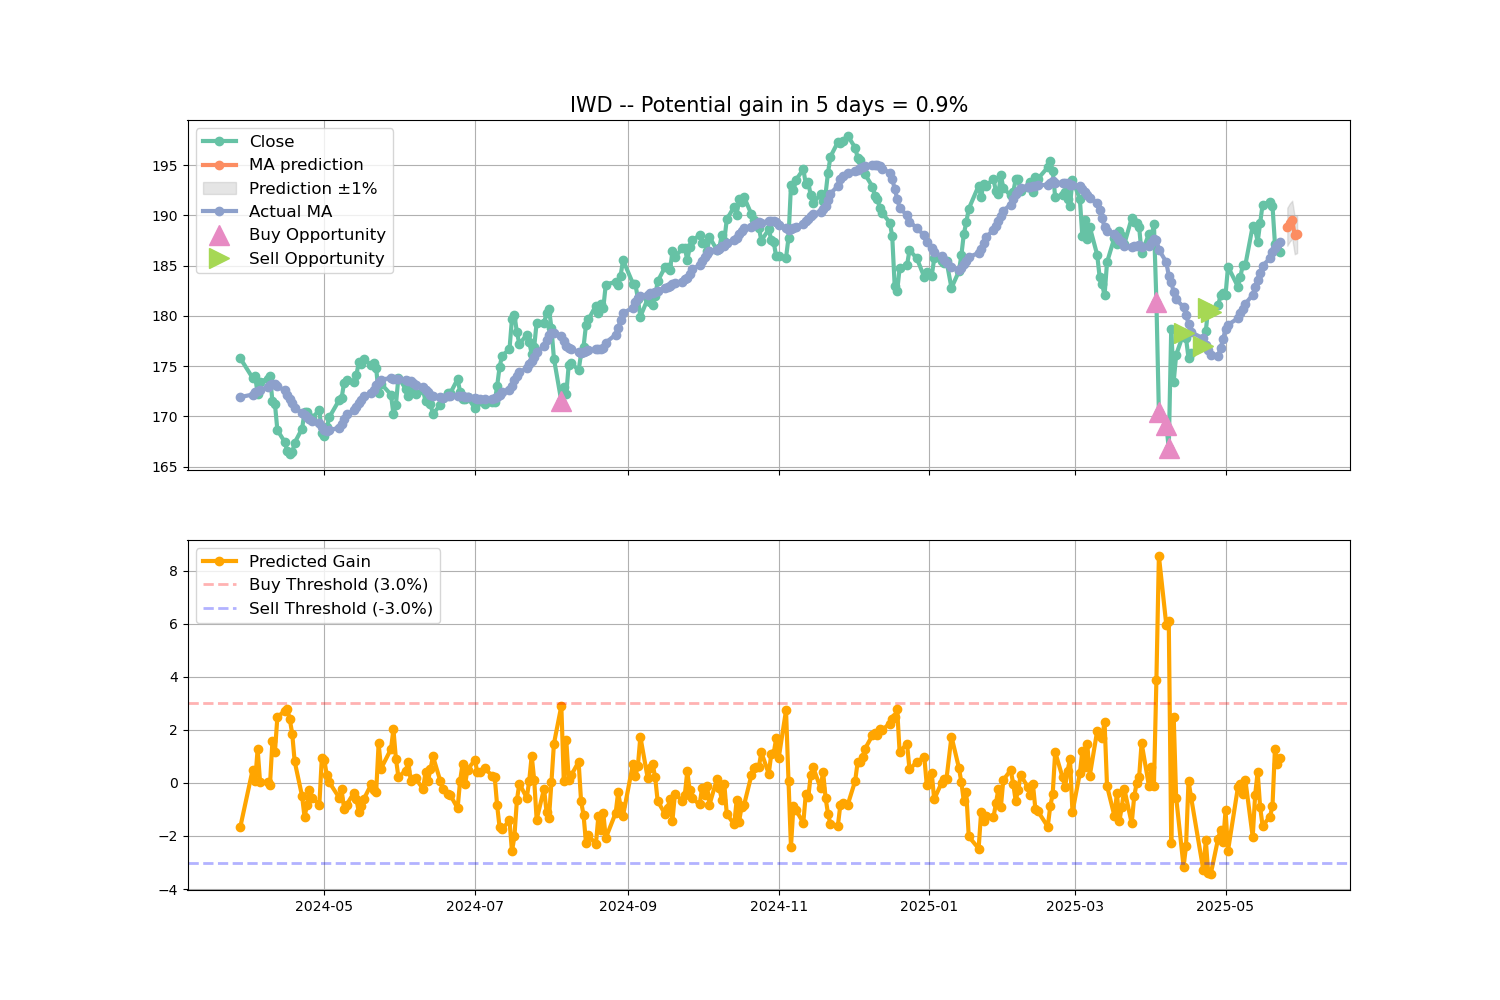 IWD -- Potential gain in 5 days = 0.9%
Close
MA prediction
Prediction ±1%
Actual MA
Buy Opportunity
Sell Opportunity
195
190
185
180
175
170
165
Predicted Gain
Buy Threshold (3.0%)
Sell Threshold (-3.0%)
8
6
4
2
0
−2
−4
2024-05
2024-07
2024-09
2024-11
2025-01
2025-03
2025-05